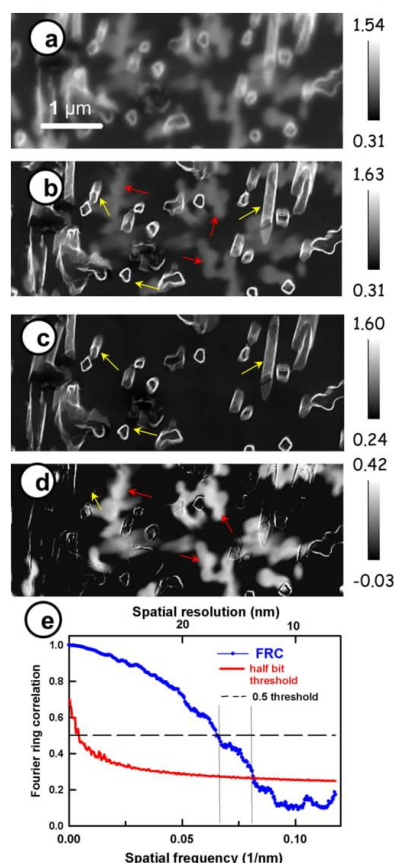 a
1.54
1 µm
0.31
b
1.63
0.31
c
1.60
0.24
d
0.42
-0.03
e
Spatial resolution (nm)
20
10
1.0
0.8
0.6
0.4
0.2
0.0
Fourier ring correlation
FRC
half bit
threshold
0.5 threshold
0.00
0.05
0.10
Spatial frequency (1/nm)